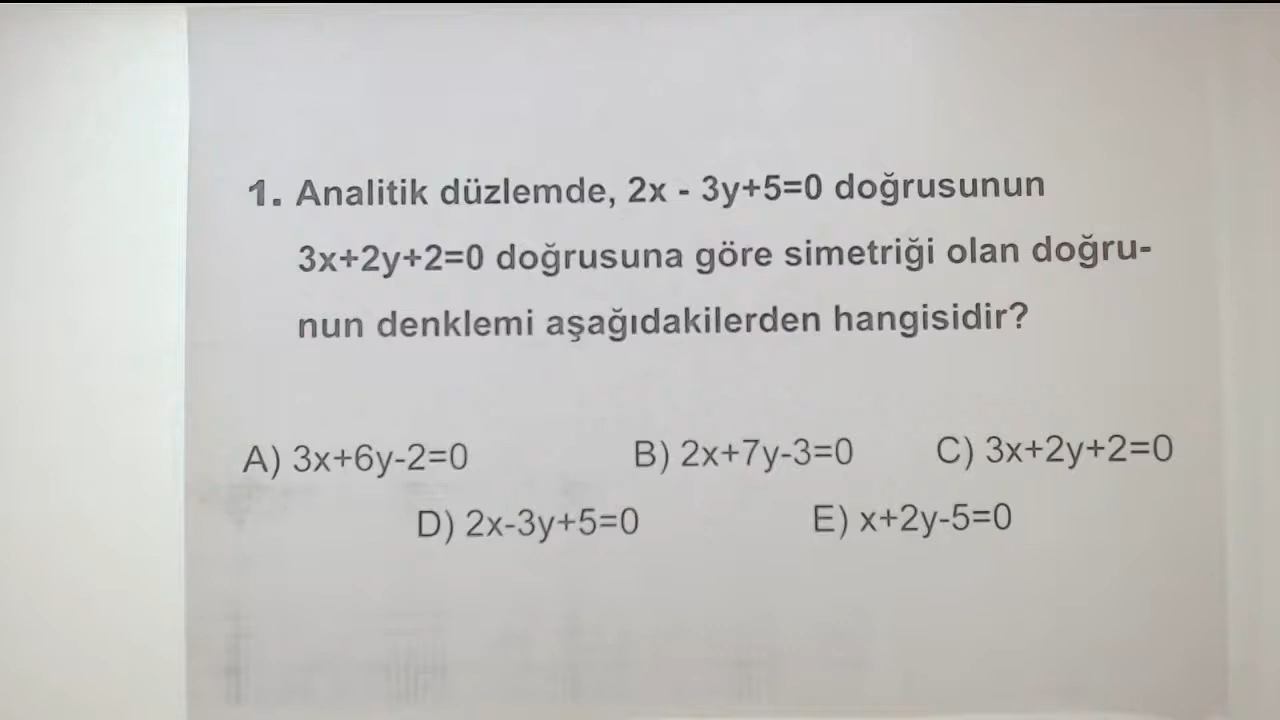 1. Analitik düzlemde, 2x - 3y+5=0 doğrusunun
3x+2y+2=0 doğrusuna göre simetriği olan doğru-
nun denklemi aşağıdakilerden hangisidir?
A) 3x+6y-2=0 B) 2x+7y-3=0 C) 3x+2y+2=0
D) 2x-3y+5=0 E) x+2y-5=0